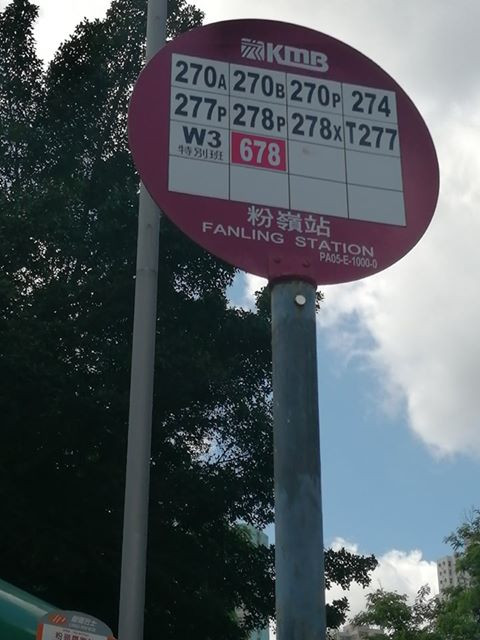 KMB
270A 270B 270P 274
277P 278P 278X T277
W3 678
特別班
粉嶺站
FANLING STATION
PA05-E-1000-0